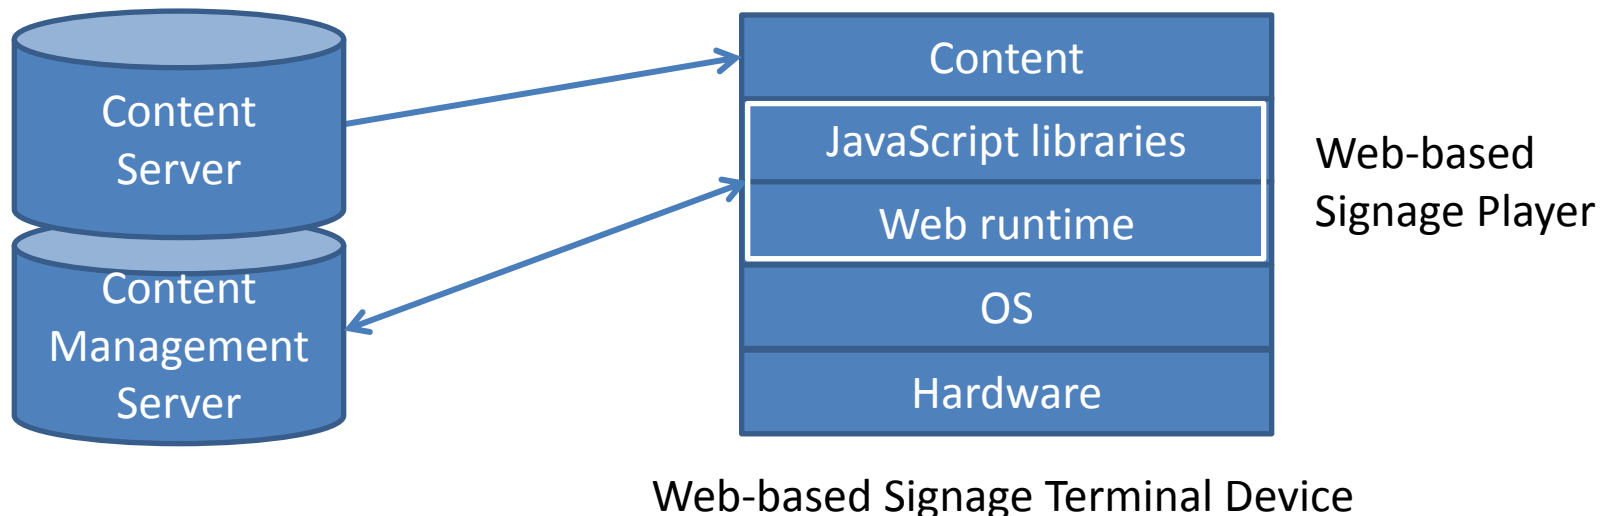 Content
Server
Content
Management
Server
Content
JavaScript libraries
Web runtime
OS
Hardware
Web-based
Signage Player
Web-based Signage Terminal Device